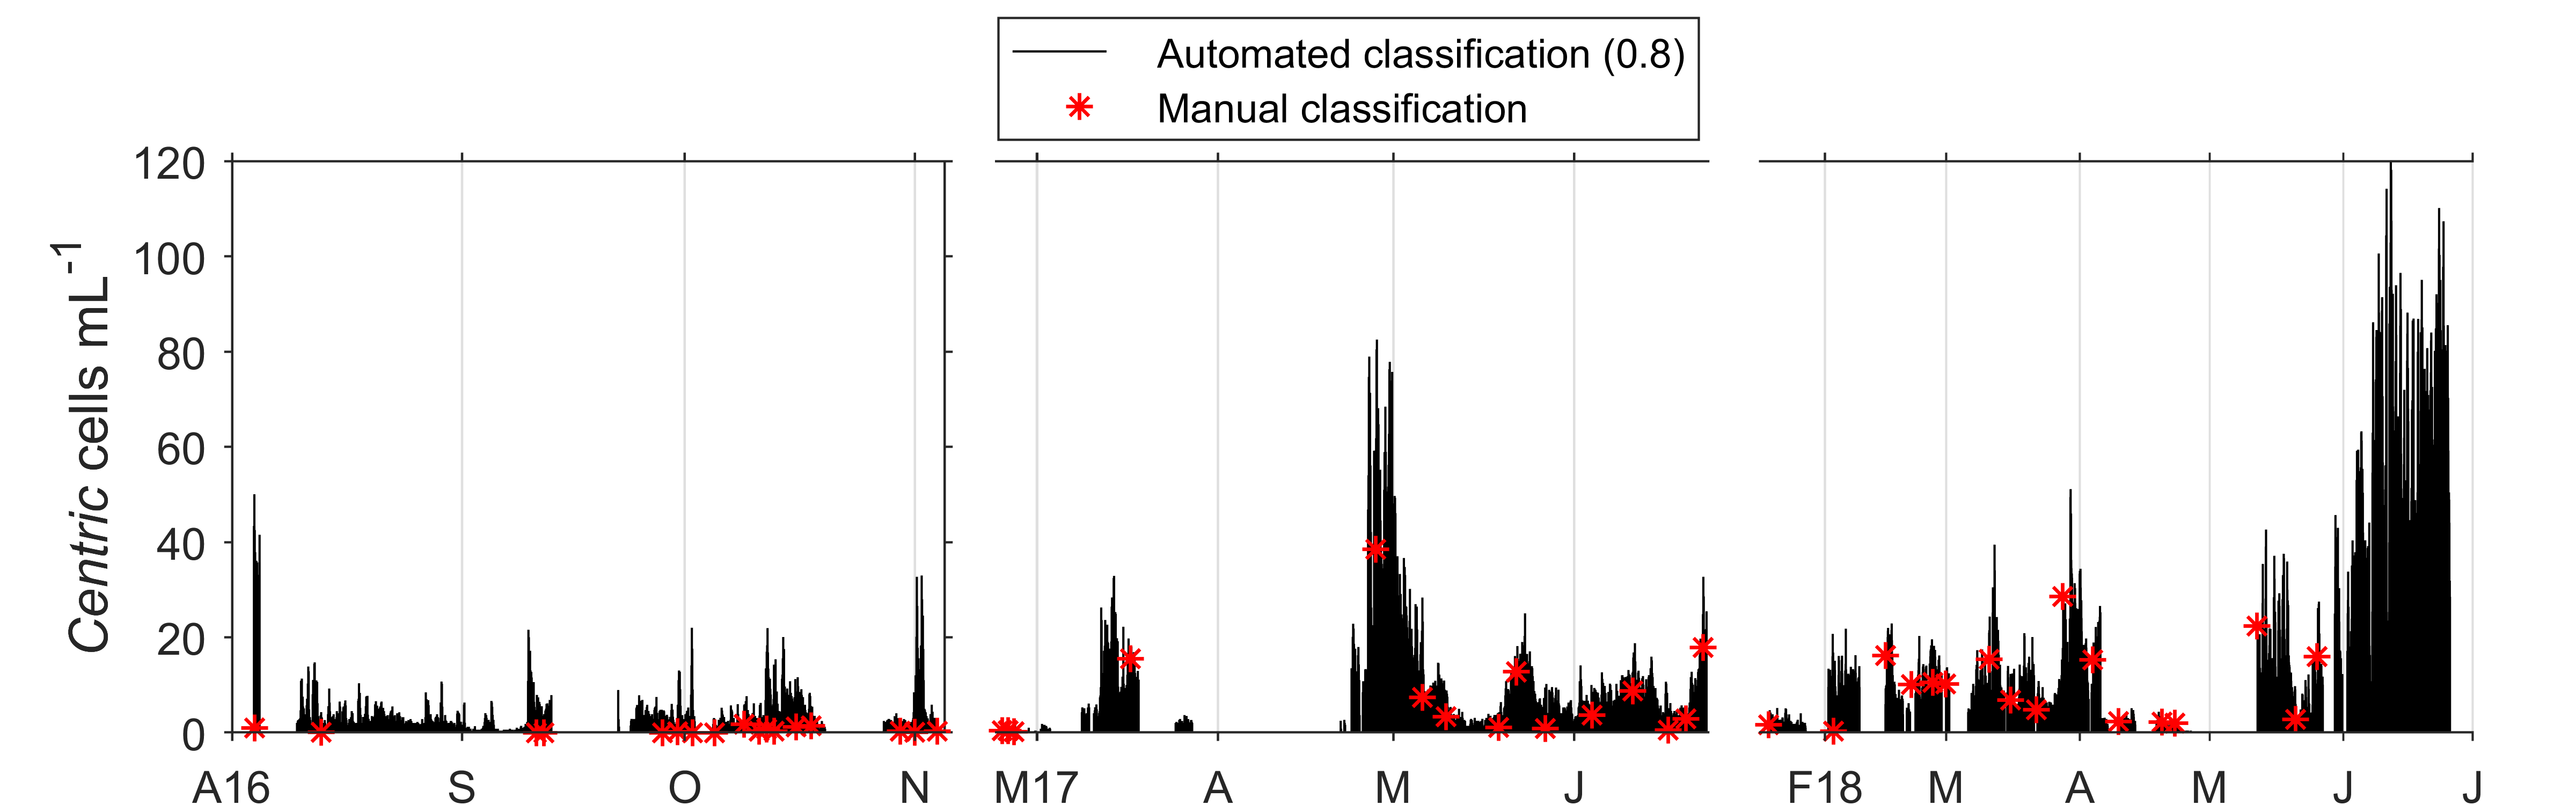 Automated classification (0.8)
Manual classification
120
100
80
60
40
20
0
Centric cells mL-1
A16 S O N M17 A M J F18 M A M J J